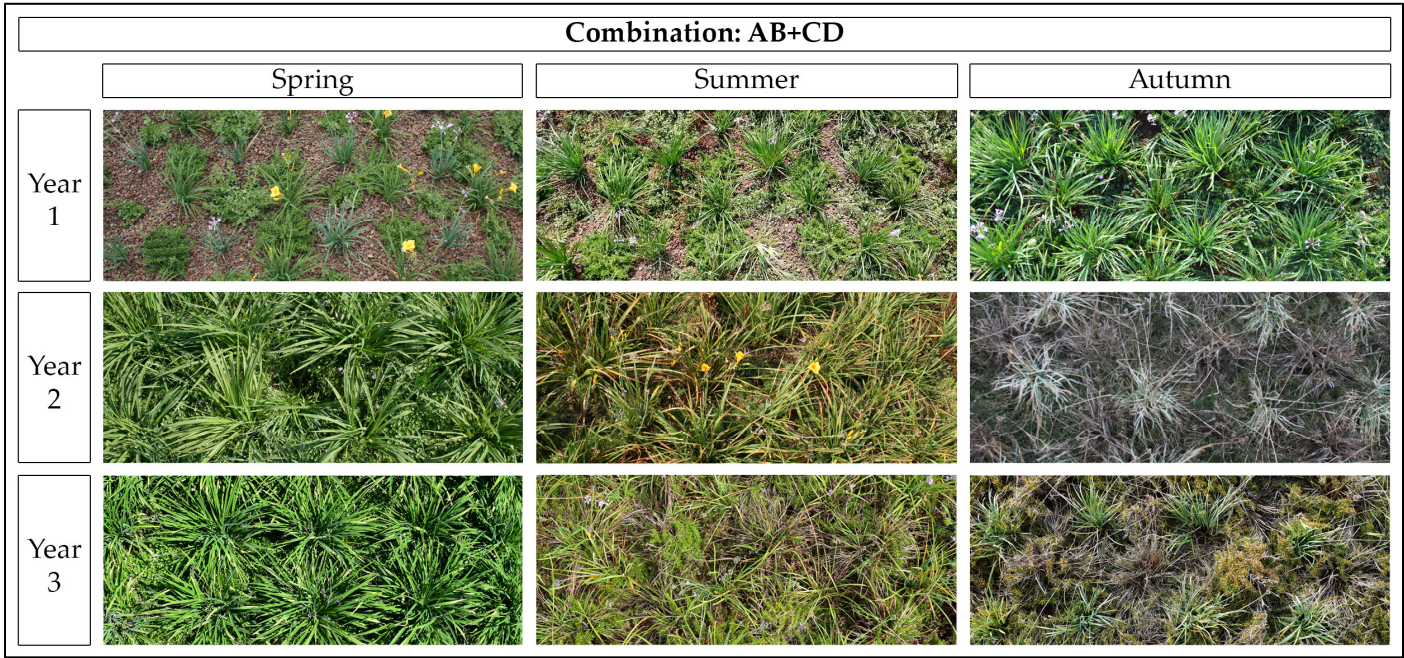 Combination: AB+CD
Spring
Summer
Autumn
Year
1
Year
2
Year
3